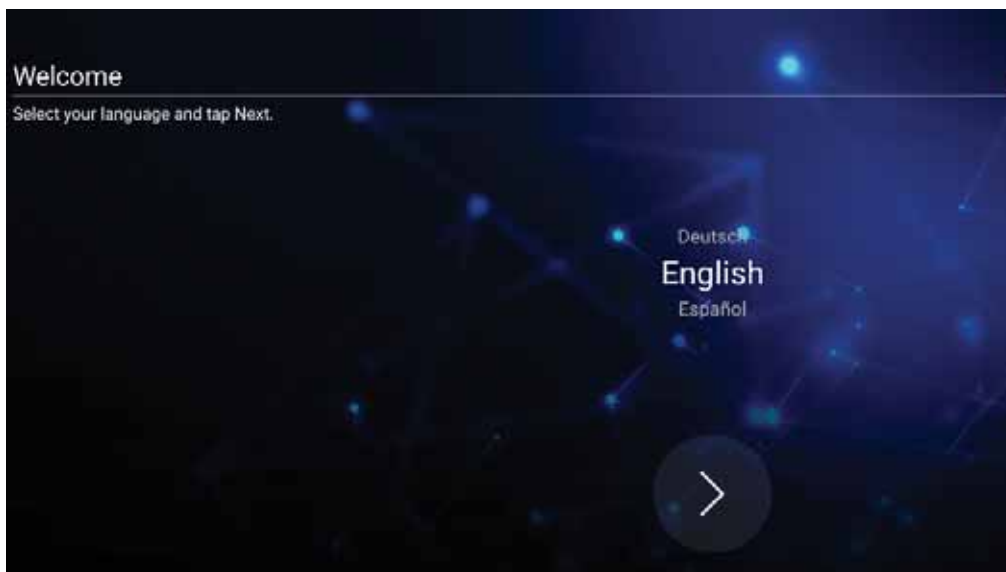 Welcome
Select your language and tap Next.
Deutsch
English
Español